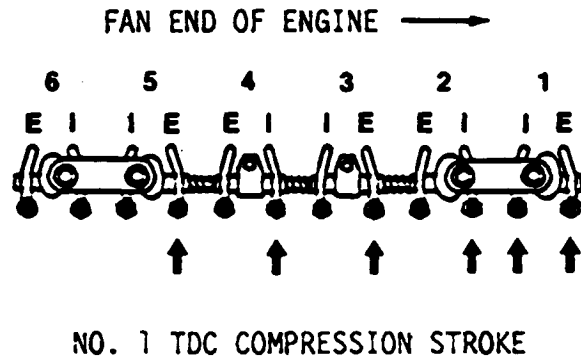 FAN END OF ENGINE
6 5 4 3 2 1
E I I E E I I E E I I E
NO. 1 TDC COMPRESSION STROKE